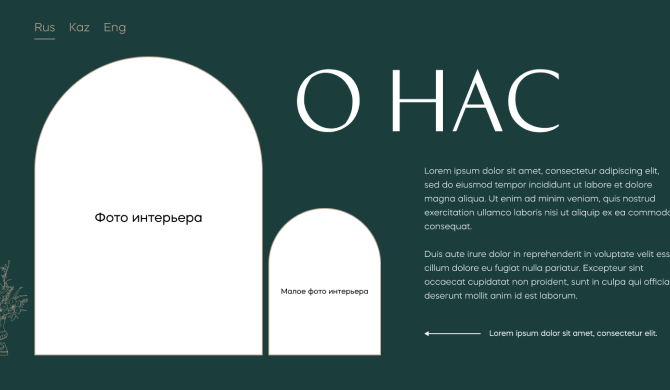 Rus Kaz Eng
О НАС
Фото интерьера
Малое фото интерьера
Lorem ipsum dolor sit amet, consectetur adipiscing elit,
sed do eiusmod tempor incididunt ut labore et dolore
magna aliqua. Ut enim ad minim veniam, quis nostrud
exercitation ullamco laboris nisi ut aliquip ex ea commodo
consequat.
Duis aute irure dolor in reprehenderit in voluptate velit
cillum dolore eu fugiat nulla pariatur. Excepteur sint
occaecat cupidatat non proident, sunt in culpa qui officia
deserunt mollit anim id est laborum.
Lorem ipsum dolor sit amet, consectetur elit.